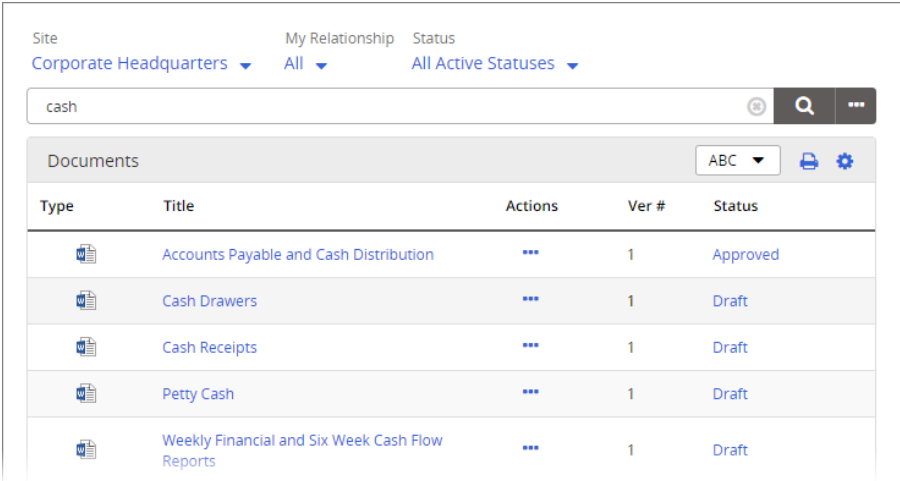 Site My Relationship Status
Corporate Headquarters All All Active Statuses
cash
Documents ABC
Type Title Actions Ver # Status
Accounts Payable and Cash Distribution 1 Approved
Cash Drawers 1 Draft
Cash Receipts 1 Draft
Petty Cash 1 Draft
Weekly Financial and Six Week Cash Flow
Reports 1 Draft